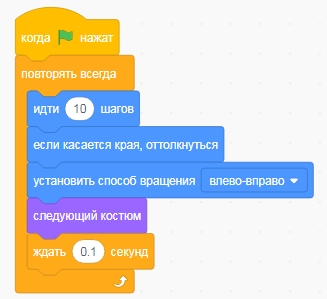 когда нажат
повторять всегда
идти 10 шагов
если касается края, оттолкнуться
установить способ вращения влево-вправо
следующий костюм
ждать 0.1 секунд